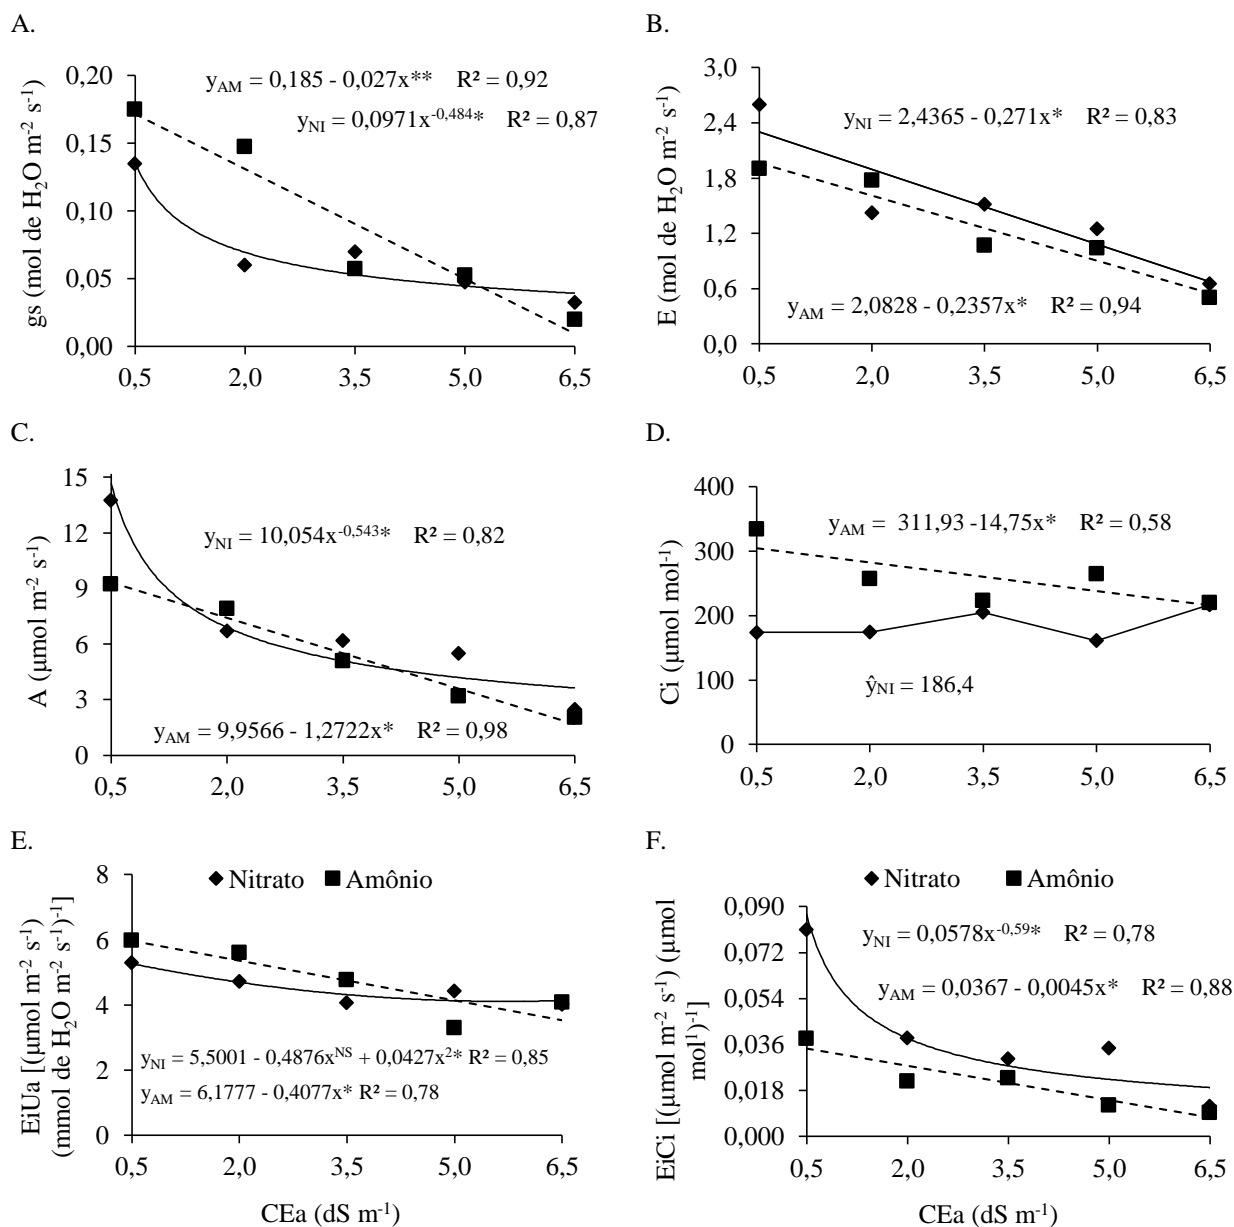 A.
gs (mol de H₂O m⁻² s⁻¹)
0,20
0,15
0,10
0,05
0,00
y_AM = 0,185 - 0,027x** R² = 0,92
y_NI = 0,0971x⁻⁰,⁴⁸⁴* R² = 0,87
0,5 2,0 3,5 5,0 6,5
B.
E (mol de H₂O m⁻² s⁻¹)
3,0
2,4
1,8
1,2
0,6
0,0
y_NI = 2,4365 - 0,271x* R² = 0,83
y_AM = 2,0828 - 0,2357x* R² = 0,94
0,5 2,0 3,5 5,0 6,5
C.
A (μmol m⁻² s⁻¹)
15
12
9
6
3
0
y_NI = 10,054x⁻⁰,⁵⁴³* R² = 0,82
y_AM = 9,9566 - 1,2722x* R² = 0,98
0,5 2,0 3,5 5,0 6,5
D.
Ci (μmol mol⁻¹)
400
300
200
100
0
y_AM = 311,93 -14,75x* R² = 0,58
ŷ_NI = 186,4
0,5 2,0 3,5 5,0 6,5
E.
EiUa [(μmol m⁻² s⁻¹)
(mmol de H₂O m⁻² s⁻¹)⁻¹]
8
6
4
2
0
Nitrato Amônio
y_NI = 5,5001 - 0,4876x^NS + 0,0427x²* R² = 0,85
y_AM = 6,1777 - 0,4077x* R² = 0,78
0,5 2,0 3,5 5,0 6,5
CEa (dS m⁻¹)
F.
EiCi [(μmol m⁻² s⁻¹) (μmol
mol¹)⁻¹]
0,090
0,072
0,054
0,036
0,018
0,000
Nitrato Amônio
y_NI = 0,0578x⁻⁰,⁵⁹* R² = 0,78
y_AM = 0,0367 - 0,0045x* R² = 0,88
0,5 2,0 3,5 5,0 6,5
CEa (dS m⁻¹)